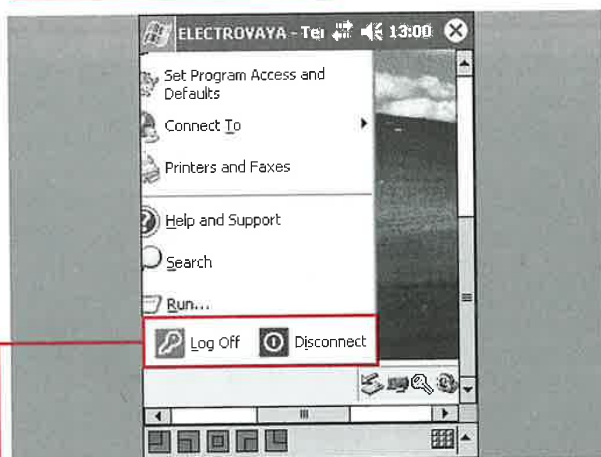 ELECTROVAYA - Tei 13:00
Set Program Access and
Defaults
Connect To
Printers and Faxes
Help and Support
Search
Run...
Log Off Disconnect